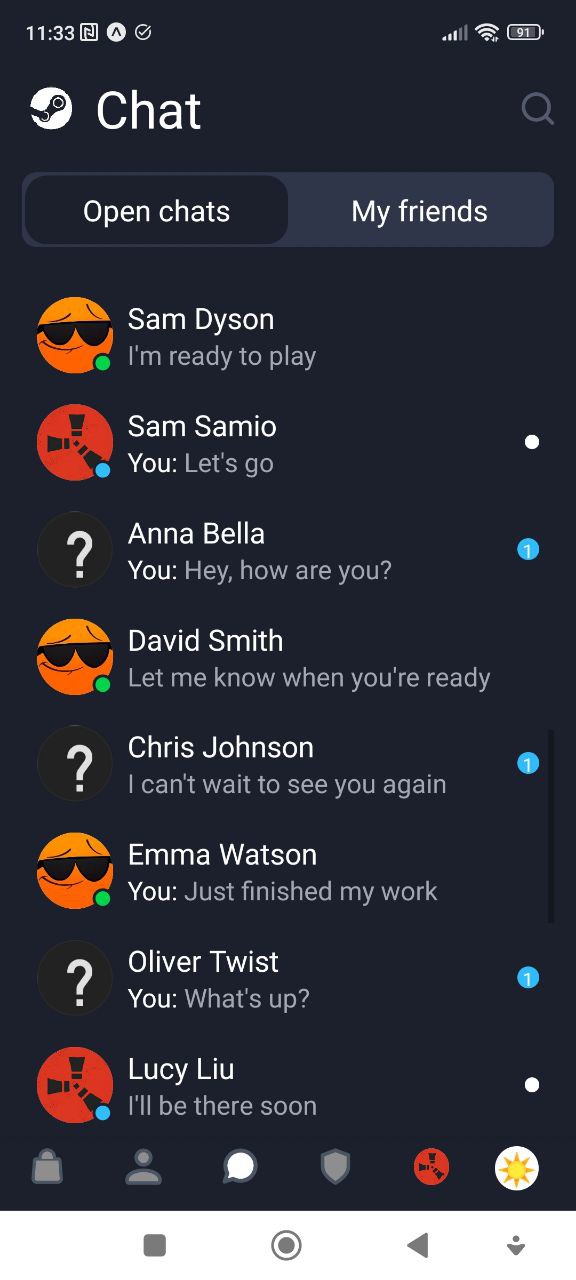 11:33
91
Chat
Open chats
My friends
Sam Dyson
I'm ready to play
Sam Samio
You: Let's go
Anna Bella
1
You: Hey, how are you?
David Smith
Let me know when you're ready
Chris Johnson
1
I can't wait to see you again
Emma Watson
You: Just finished my work
Oliver Twist
1
You: What's up?
Lucy Liu
I'll be there soon